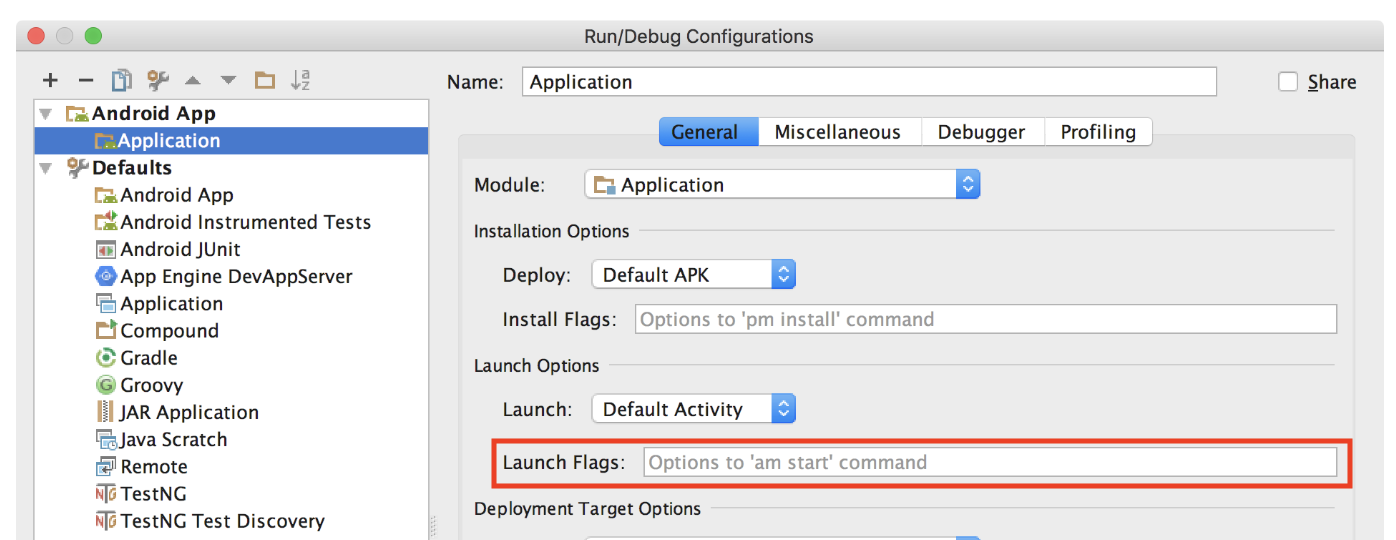 Run/Debug Configurations
Name: Application Share
Android App
Application
Defaults
Android App
Android Instrumented Tests
Android JUnit
App Engine DevAppServer
Application
Compound
Gradle
Groovy
JAR Application
Java Scratch
Remote
TestNG
TestNG Test Discovery
General Miscellaneous Debugger Profiling
Module: Application
Installation Options
Deploy: Default APK
Install Flags: Options to 'pm install' command
Launch Options
Launch: Default Activity
Launch Flags: Options to 'am start' command
Deployment Target Options